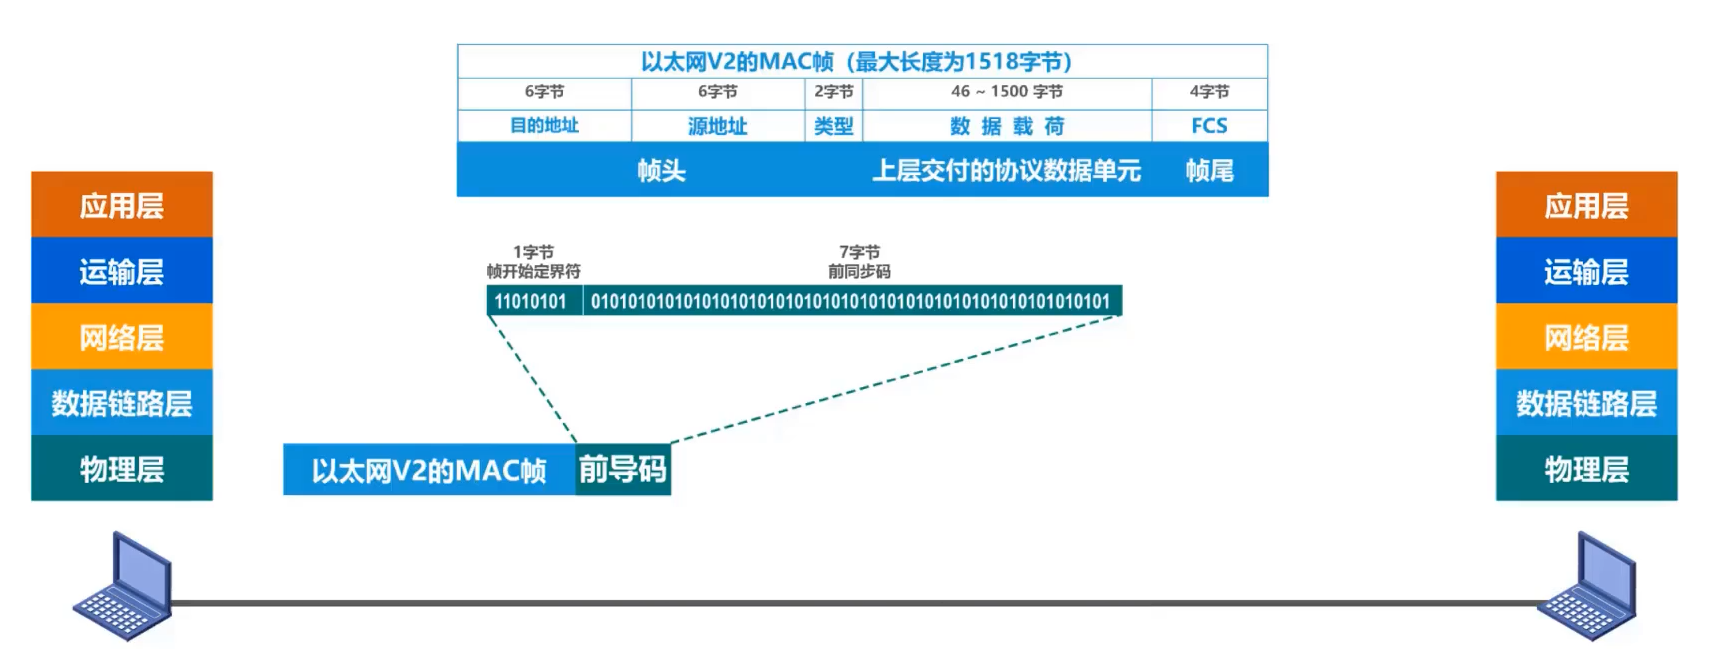 以太网V2的MAC帧（最大长度为1518字节）
6字节 6字节 2字节 46 ~ 1500 字节 4字节
目的地址 源地址 类型 数 据 载 荷 FCS
帧头 上层交付的协议数据单元 帧尾
应用层
运输层
网络层
数据链路层
物理层
1字节
帧开始定界符
7字节
前同步码
11010101 01010101010101010101010101010101010101010101010101010101
以太网V2的MAC帧 前导码
应用层
运输层
网络层
数据链路层
物理层